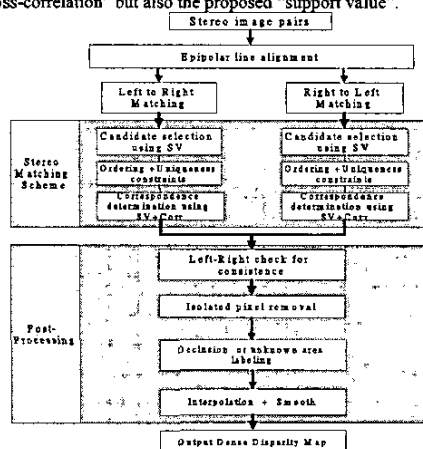 oss-correlation" but also the proposed "support value".
Stereo image pairs
Epipolar line alignment
Left to Right
Matching
Right to Left
Matching
Stereo
Matching
Scheme
Candidate selection
using SV
Ordering +Uniqueness
constraints
Correspondence
determination using
SV+Corr
Candidate selection
using SV
Ordering +Uniqueness
constraints
Correspondence
determination using
SV+Corr
Post-
Processing
Left-Right check for
consistence
Isolated pixel removal
Occlusion or unknown area
labeling
Interpolation + Smooth
Output Dense Disparity Map